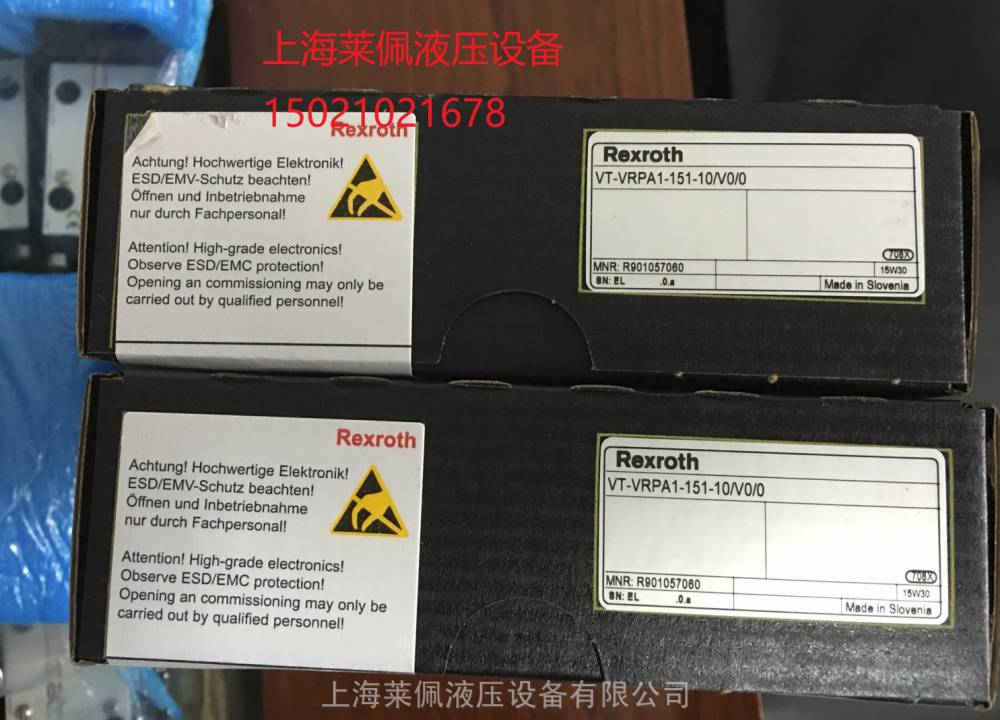 上海莱佩液压设备
15021021678
Rexroth
Achtung! Hochwertige Elektronik!
ESD/EMV-Schutz beachten!
Öffnen und Inbetriebnahme
nur durch Fachpersonal!
Attention! High-grade electronics!
Observe ESD/EMC protection!
Opening an commissioning may only be
carried out by qualified personnel!
Rexroth
VT-VRPA1-151-10/V0/0
708X
MNR: R901057060
15W30
SN: EL .0.a
Made in Slovenia
Rexroth
Achtung! Hochwertige Elektronik!
ESD/EMV-Schutz beachten!
Öffnen und Inbetriebnahme
nur durch Fachpersonal!
Attention! High-grade electronics!
Observe ESD/EMC protection!
Opening an commissioning may only be
carried out by qualified personnel!
Rexroth
VT-VRPA1-151-10/V0/0
708X
MNR: R901057060
15W30
SN: EL .0.a
Made in Slovenia
上海莱佩液压设备有限公司